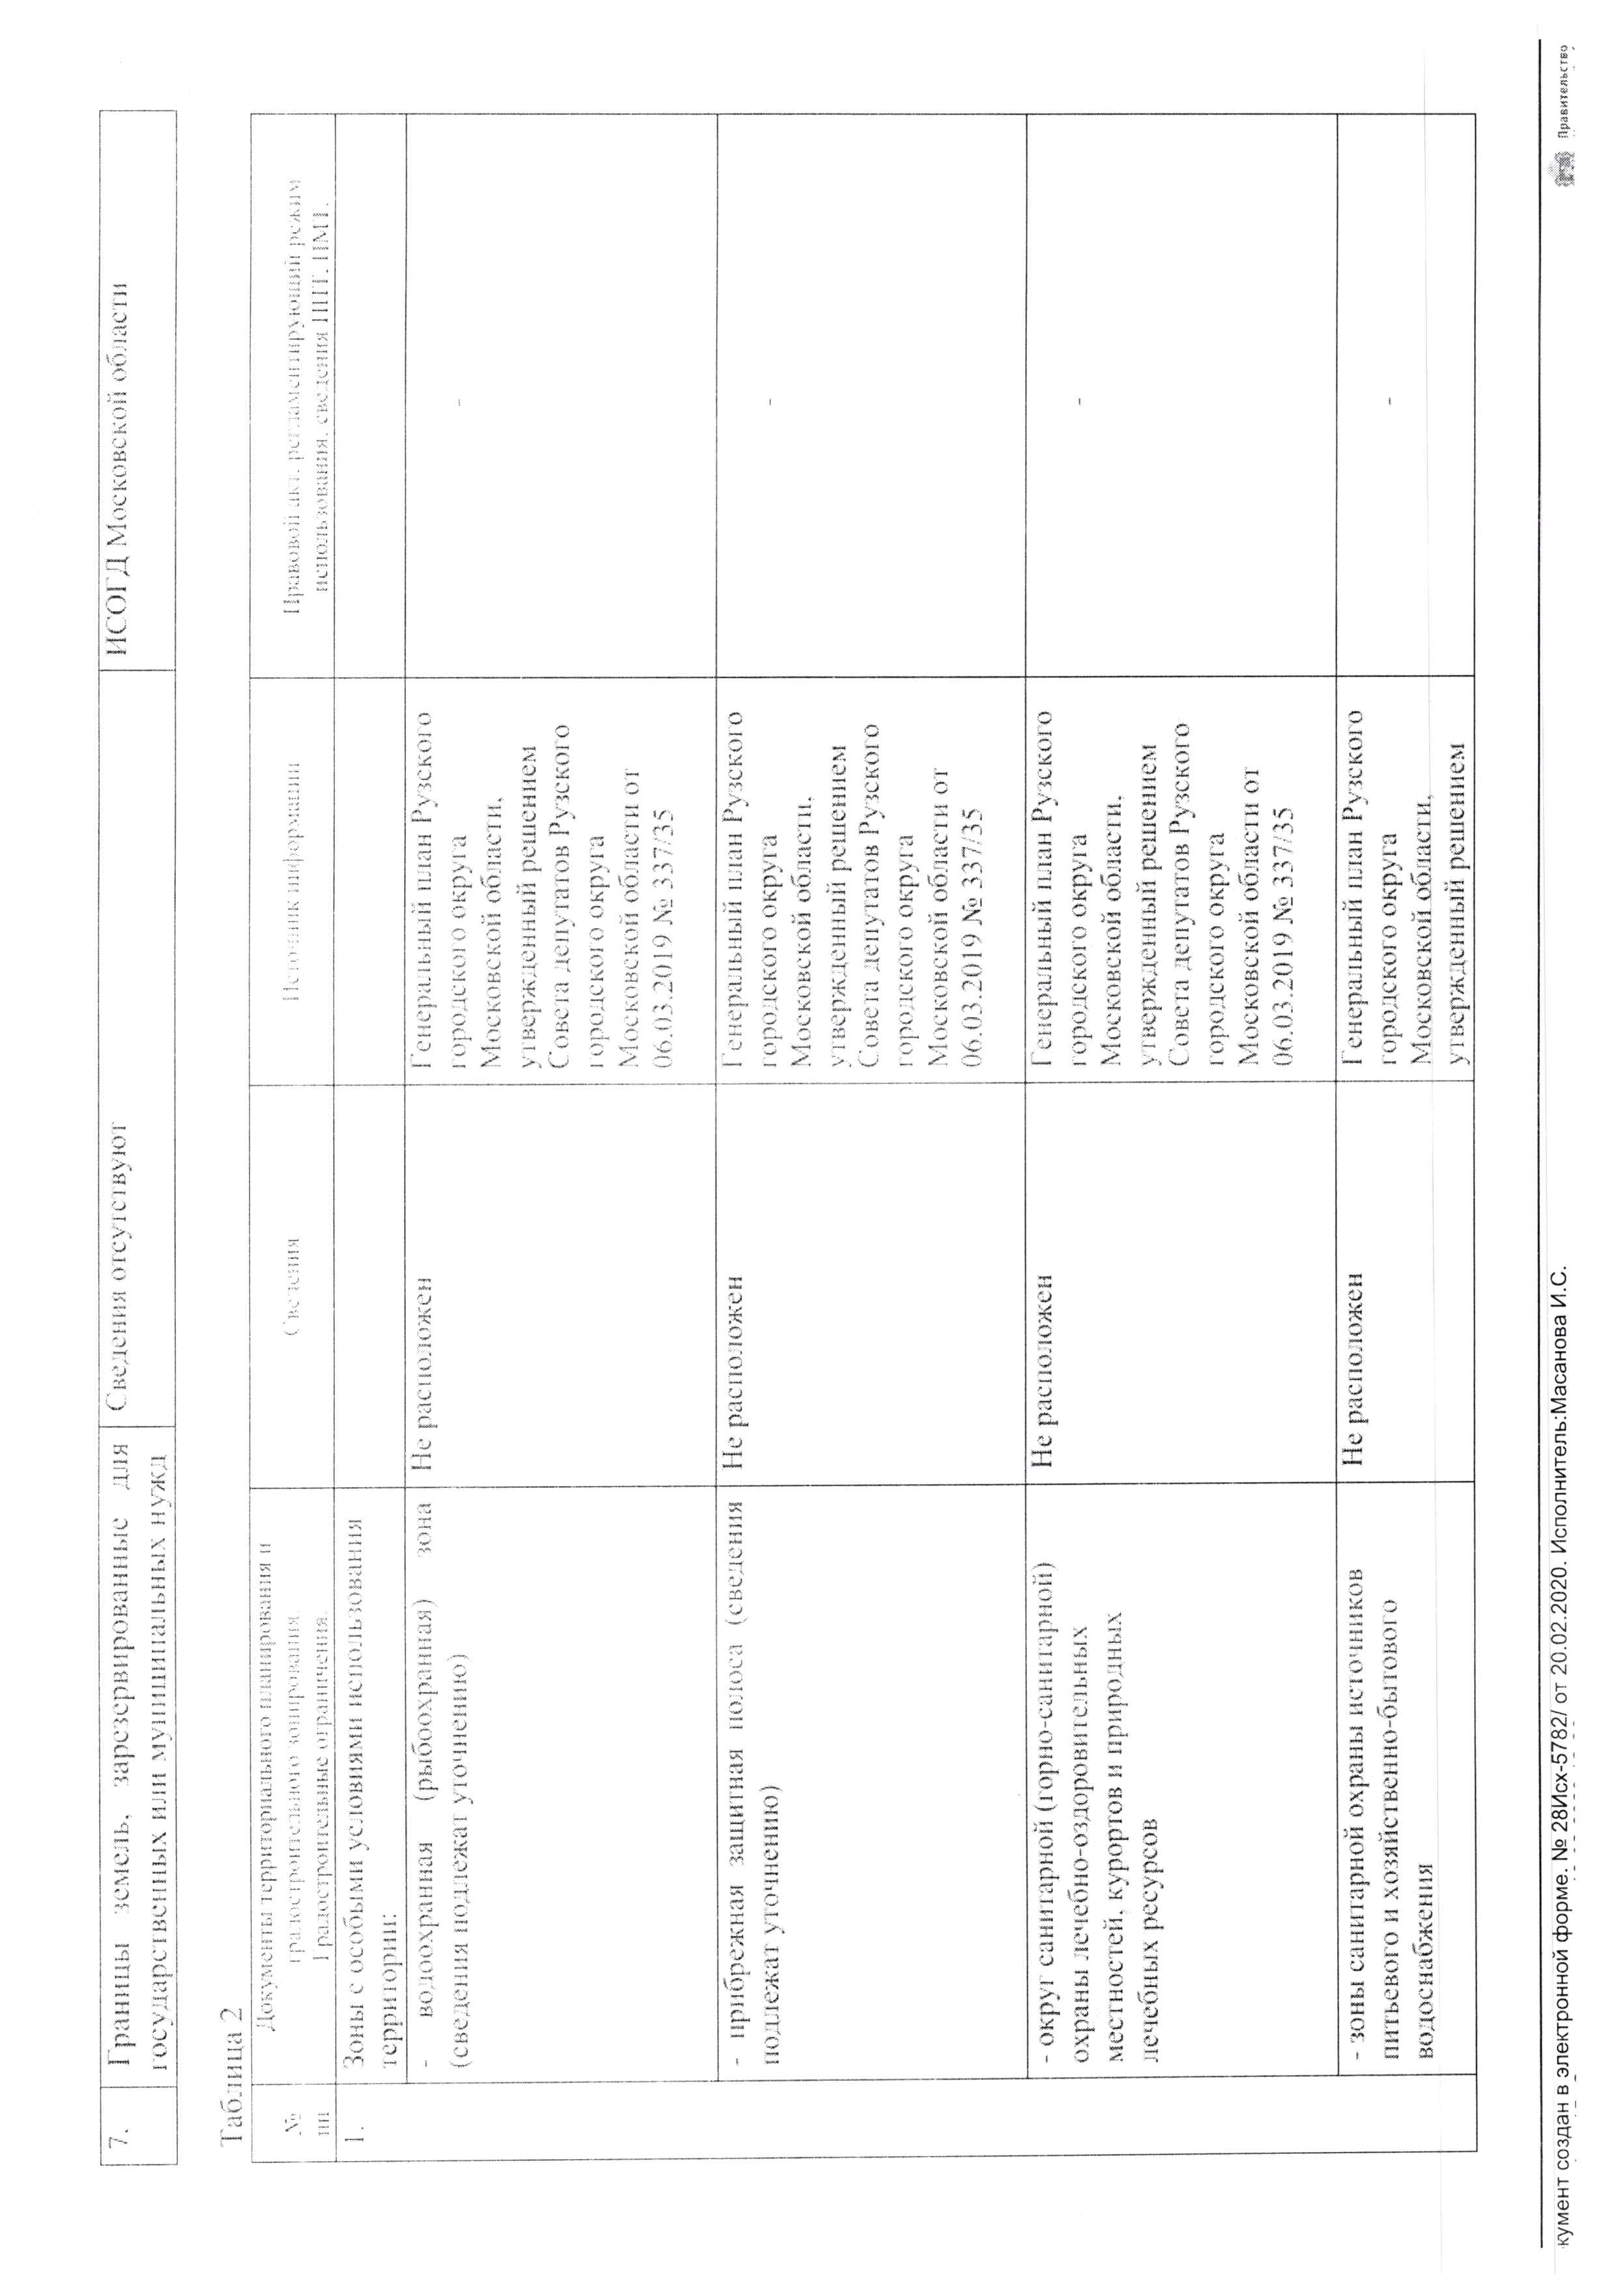 7.
Границы земель, зарезервированные для
государственных или муниципальных нужд
Сведения отсутствуют
ИСОГД Московской области
Таблица 2
№
пп
Документы территориального планирования и
градостроительного зонирования.
Градостроительные ограничения.
Сведения
Источник информации
Правовой акт, регламентирующий режим
использования, сведения ПГТ, ПМТ.
1.
Зоны с особыми условиями использования
территории:
- водоохранная (рыбоохранная) зона
(сведения подлежат уточнению)
Не расположен
Генеральный план Рузского
городского округа
Московской области,
утвержденный решением
Совета депутатов Рузского
городского округа
Московской области от
06.03.2019 № 337/35
-
- прибрежная защитная полоса (сведения
подлежат уточнению)
Не расположен
Генеральный план Рузского
городского округа
Московской области,
утвержденный решением
Совета депутатов Рузского
городского округа
Московской области от
06.03.2019 № 337/35
-
- округ санитарной (горно-санитарной)
охраны лечебно-оздоровительных
местностей, курортов и природных
лечебных ресурсов
Не расположен
Генеральный план Рузского
городского округа
Московской области,
утвержденный решением
Совета депутатов Рузского
городского округа
Московской области от
06.03.2019 № 337/35
-
- зоны санитарной охраны источников
питьевого и хозяйственно-бытового
водоснабжения
Не расположен
Генеральный план Рузского
городского округа
Московской области,
утвержденный решением
-
кумент создан в электронной форме. № 28Исх-5782/ от 20.02.2020. Исполнитель:Масанова И.С.
Правительство